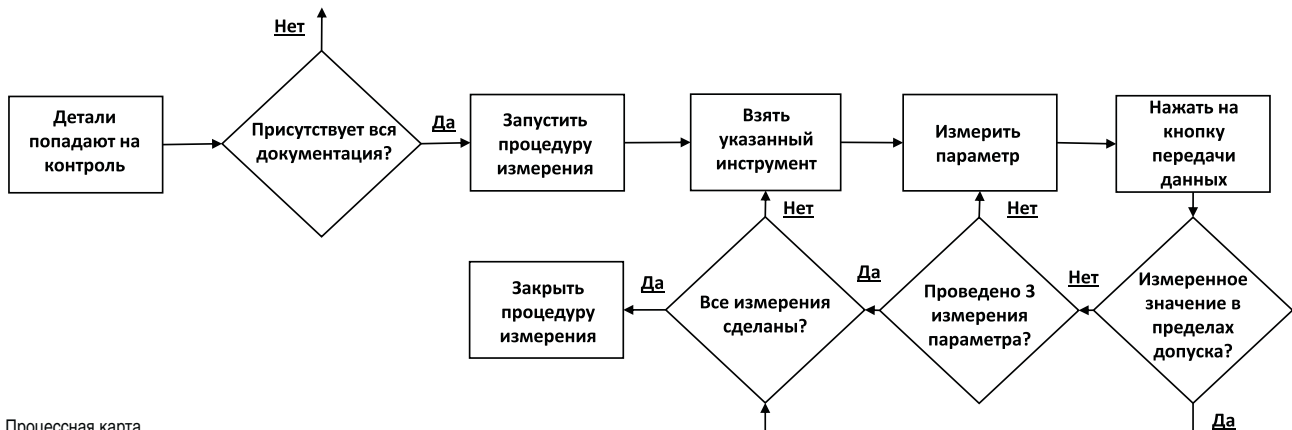 Нет
Детали
попадают на
контроль
Присутствует вся
документация?
Да
Запустить
процедуру
измерения
Взять
указанный
инструмент
Измерить
параметр
Нажать на
кнопку
передачи
данных
Нет
Нет
Закрыть
процедуру
измерения
Да
Все измерения
сделаны?
Да
Проведено 3
измерения
параметра?
Нет
Измеренное
значение в
пределах
допуска?
Да
Процессная карта